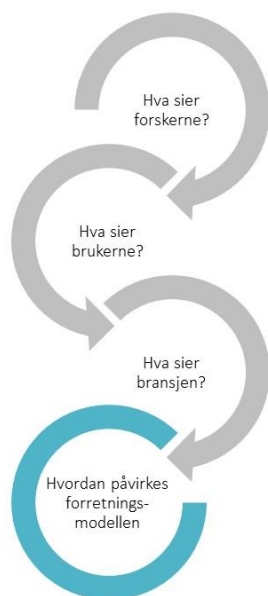 Hva sier
forskerne?
Hva sier
brukerne?
Hva sier
bransjen?
Hvordan påvirkes
forretnings-
modellen